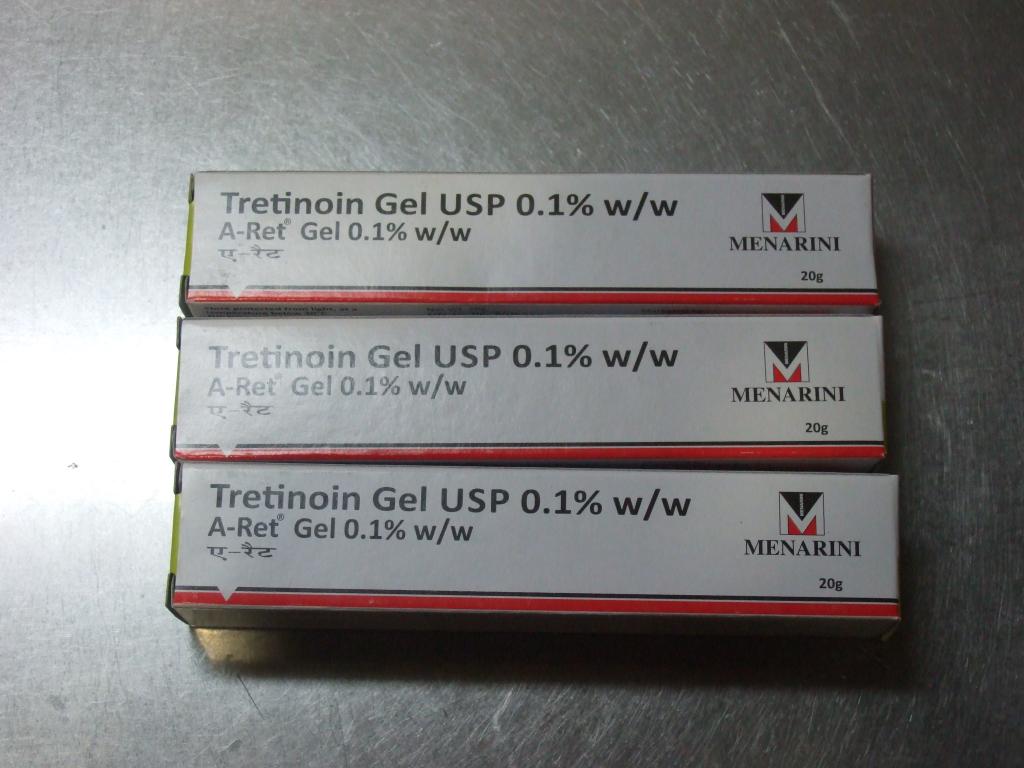 Tretinoin Gel USP 0.1% w/w
A-Ret® Gel 0.1% w/w
ए-रैट
MENARINI
20g
Tretinoin Gel USP 0.1% w/w
A-Ret® Gel 0.1% w/w
ए-रैट
MENARINI
20g
Tretinoin Gel USP 0.1% w/w
A-Ret® Gel 0.1% w/w
ए-रैट
MENARINI
20g